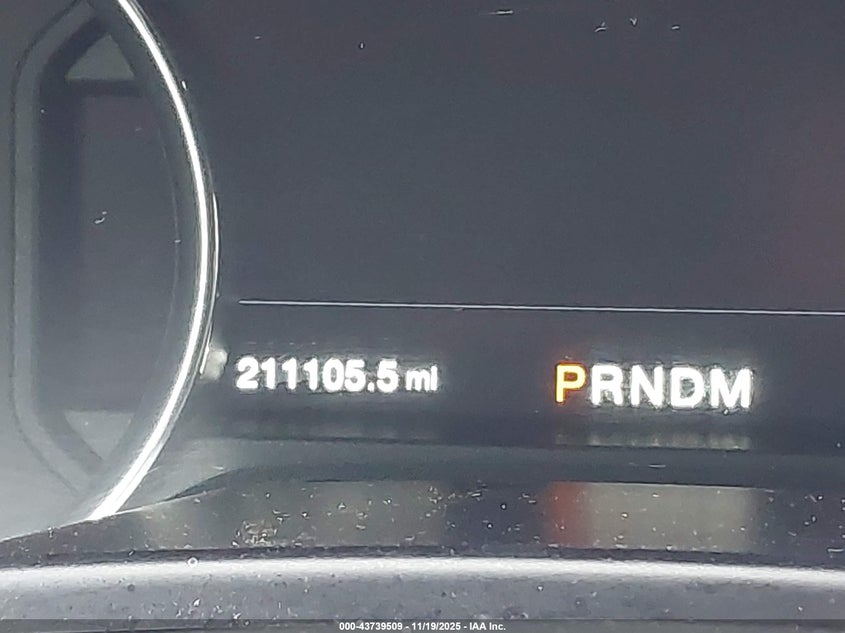 211105.5 mi PRNDM
000-43739509 - 11/19/2025 - IAA Inc.